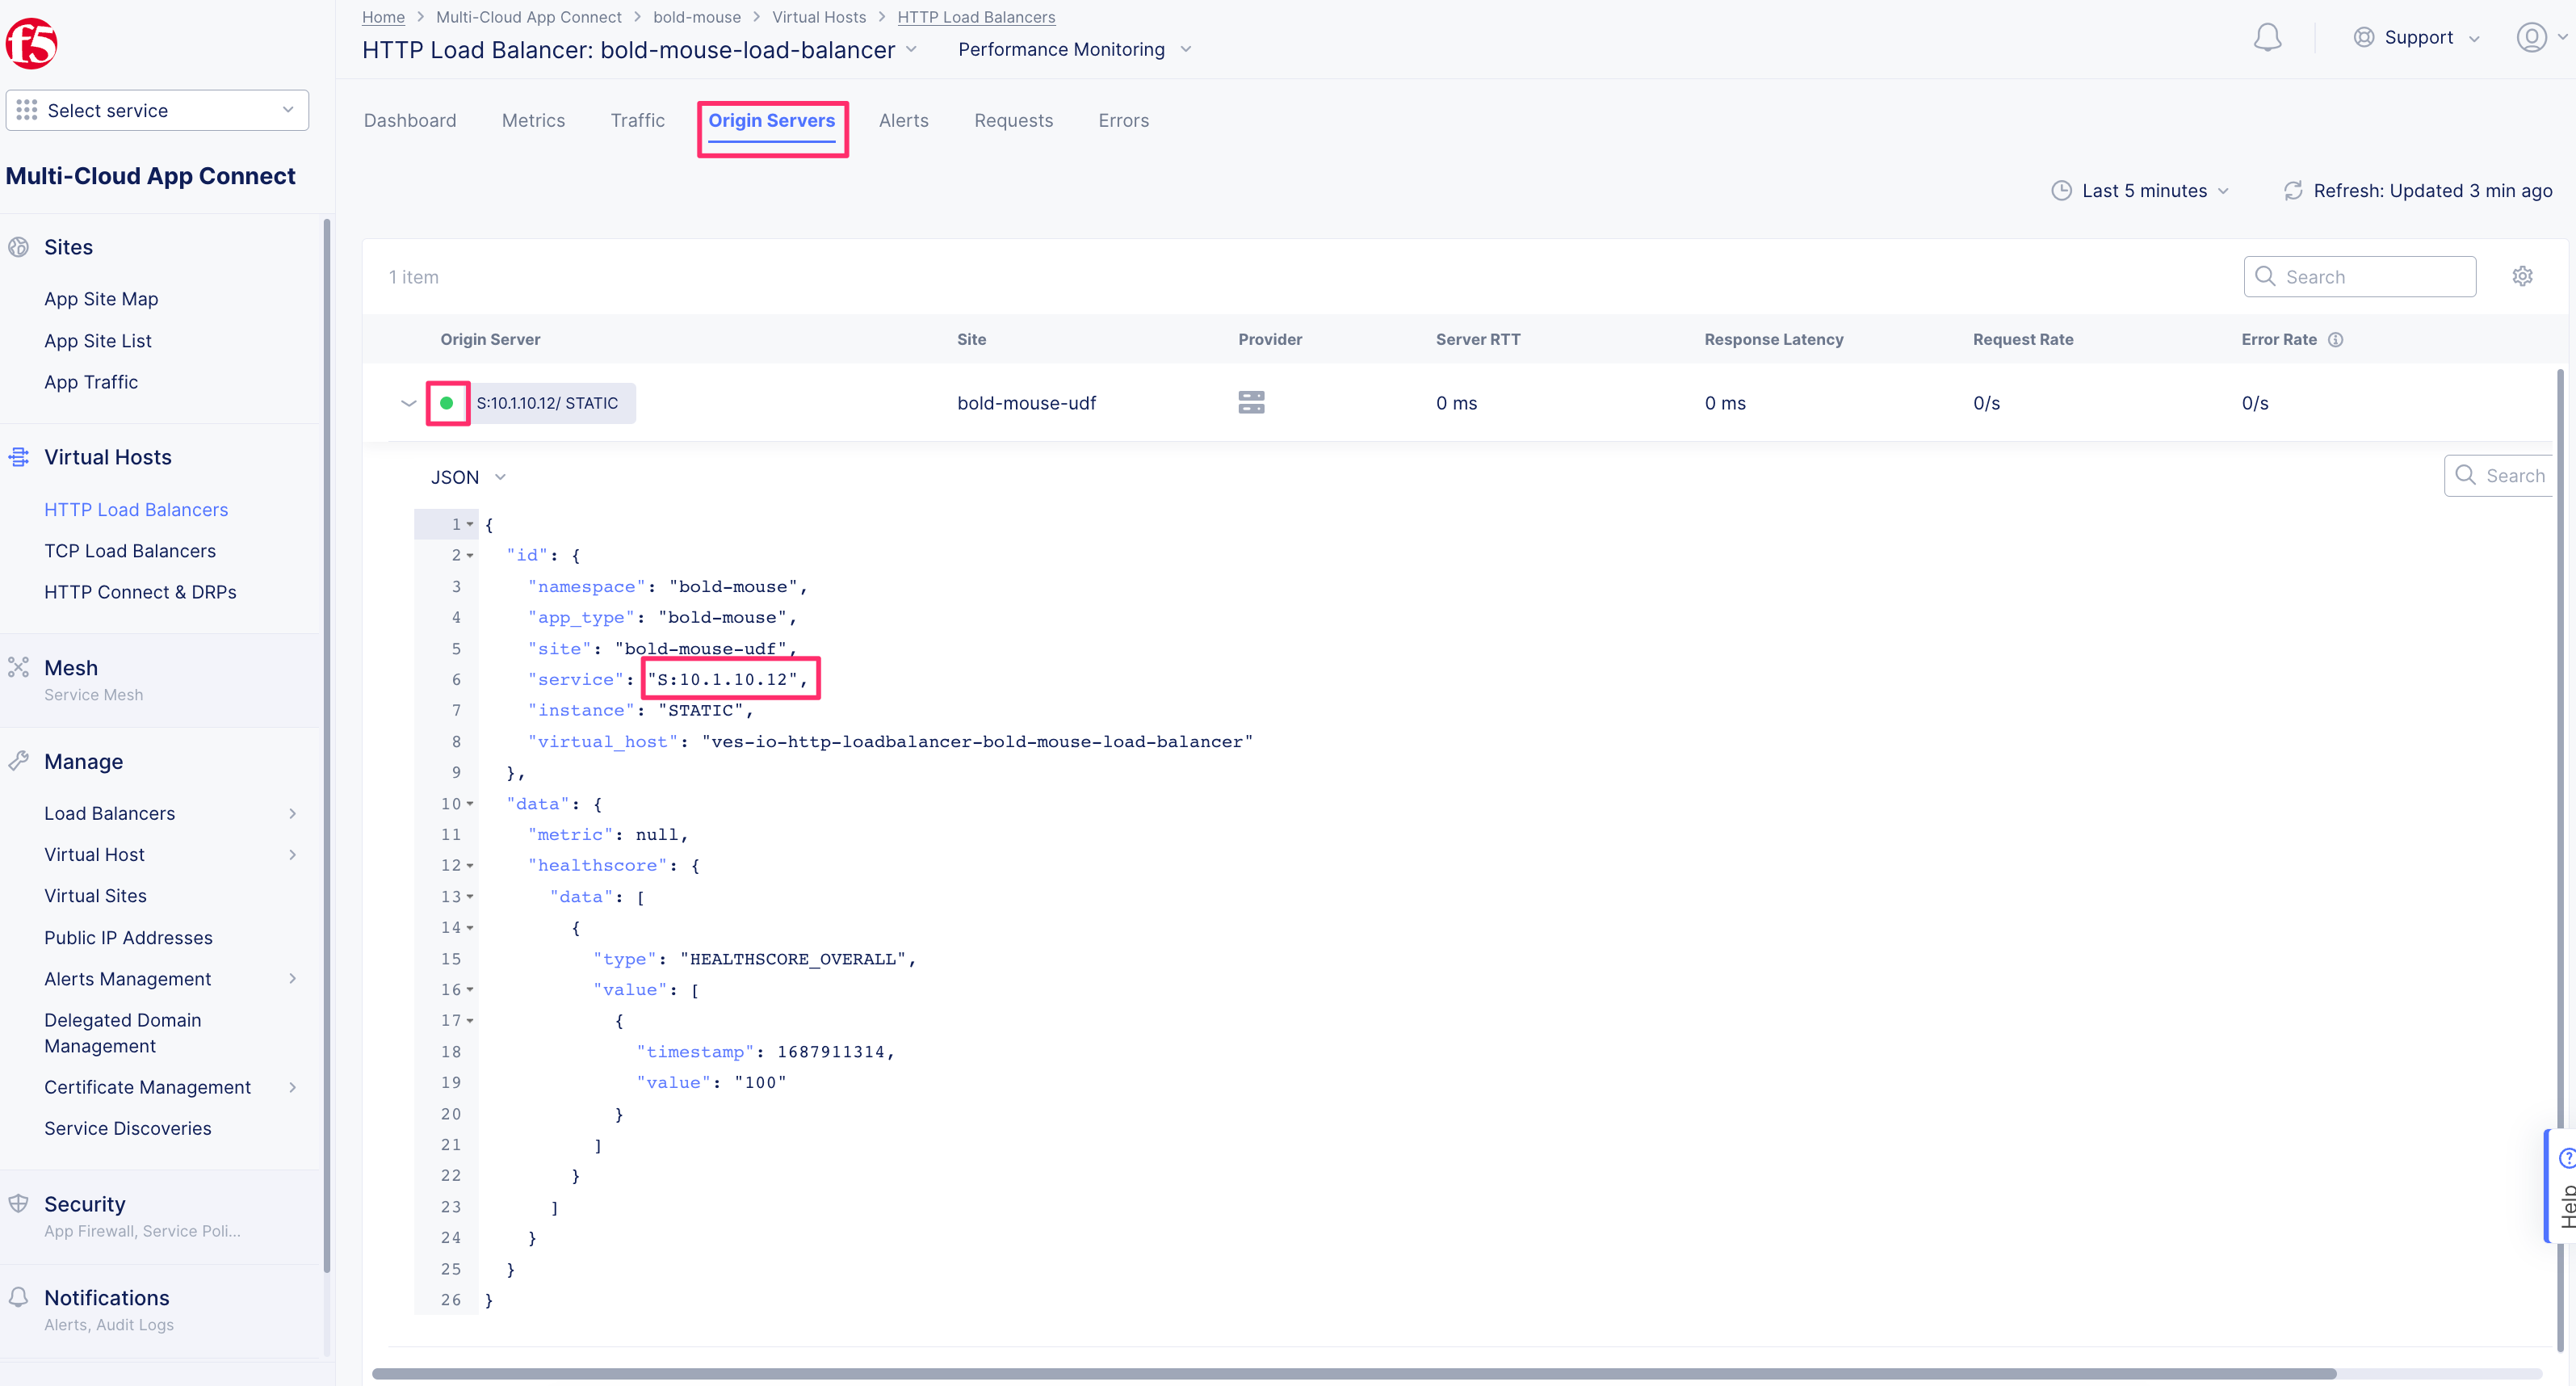 f5
Home > Multi-Cloud App Connect > bold-mouse > Virtual Hosts > HTTP Load Balancers
HTTP Load Balancer: bold-mouse-load-balancer Performance Monitoring
Support
Select service
Multi-Cloud App Connect
Sites
App Site Map
App Site List
App Traffic
Virtual Hosts
HTTP Load Balancers
TCP Load Balancers
HTTP Connect & DRPs
Mesh
Service Mesh
Manage
Load Balancers
Virtual Host
Virtual Sites
Public IP Addresses
Alerts Management
Delegated Domain
Management
Certificate Management
Service Discoveries
Security
App Firewall, Service Poli...
Notifications
Alerts, Audit Logs
Dashboard Metrics Traffic Origin Servers Alerts Requests Errors
Last 5 minutes Refresh: Updated 3 min ago
1 item Search
Origin Server Site Provider Server RTT Response Latency Request Rate Error Rate
S:10.1.10.12/ STATIC bold-mouse-udf 0 ms 0 ms 0/s 0/s
JSON Search
1 {
2 "id": {
3 "namespace": "bold-mouse",
4 "app_type": "bold-mouse",
5 "site": "bold-mouse-udf",
6 "service": "S:10.1.10.12",
7 "instance": "STATIC",
8 "virtual_host": "ves-io-http-loadbalancer-bold-mouse-load-balancer"
9 },
10 "data": {
11 "metric": null,
12 "healthscore": {
13 "data": [
14 {
15 "type": "HEALTHSCORE_OVERALL",
16 "value": [
17 {
18 "timestamp": 1687911314,
19 "value": "100"
20 }
21 ]
22 }
23 ]
24 }
25 }
26 }
Help